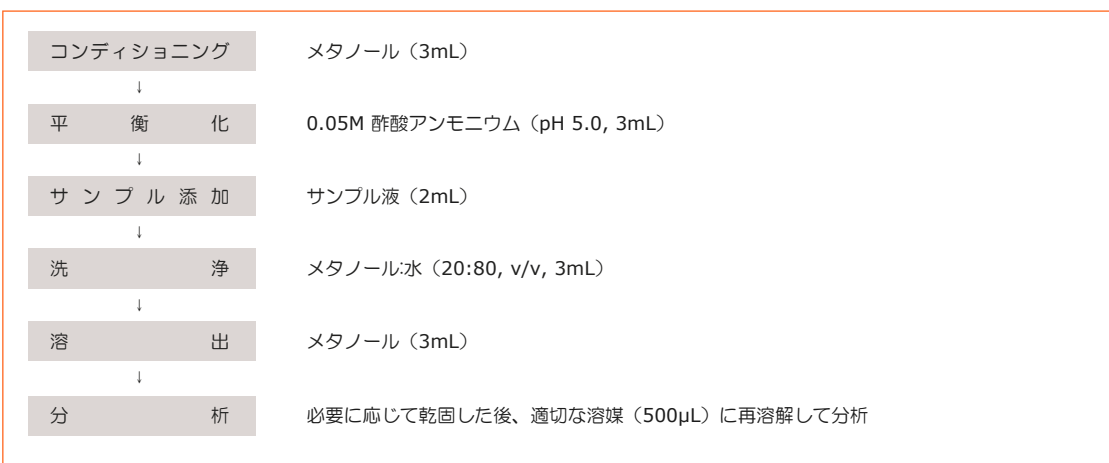 コンディショニング メタノール（3mL）
↓
平衡化 0.05M 酢酸アンモニウム（pH 5.0, 3mL）
↓
サンプル添加 サンプル液（2mL）
↓
洗浄 メタノール:水（20:80, v/v, 3mL）
↓
溶出 メタノール（3mL）
↓
分析 必要に応じて乾固した後、適切な溶媒（500μL）に再溶解して分析